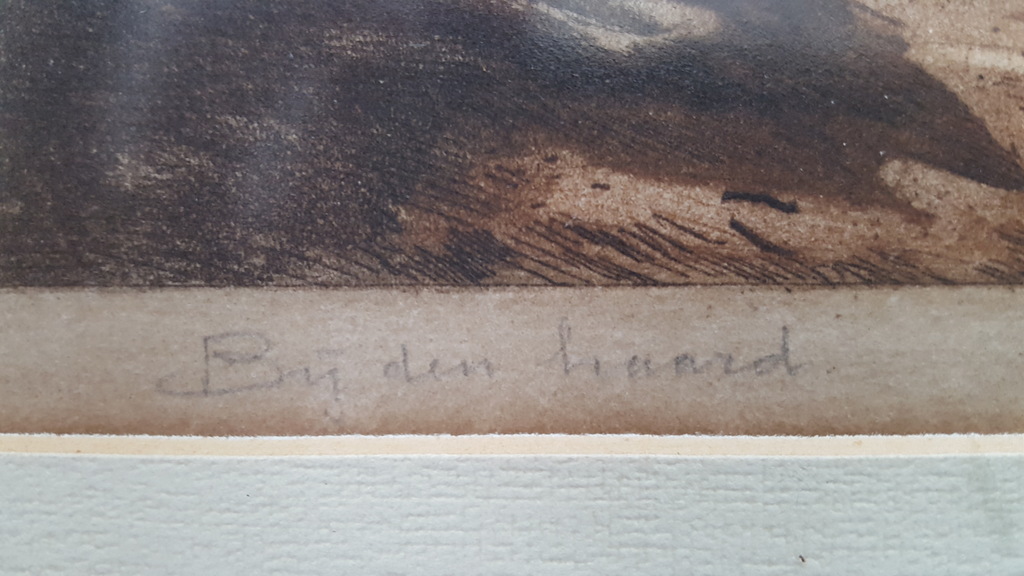 Bij den haard.